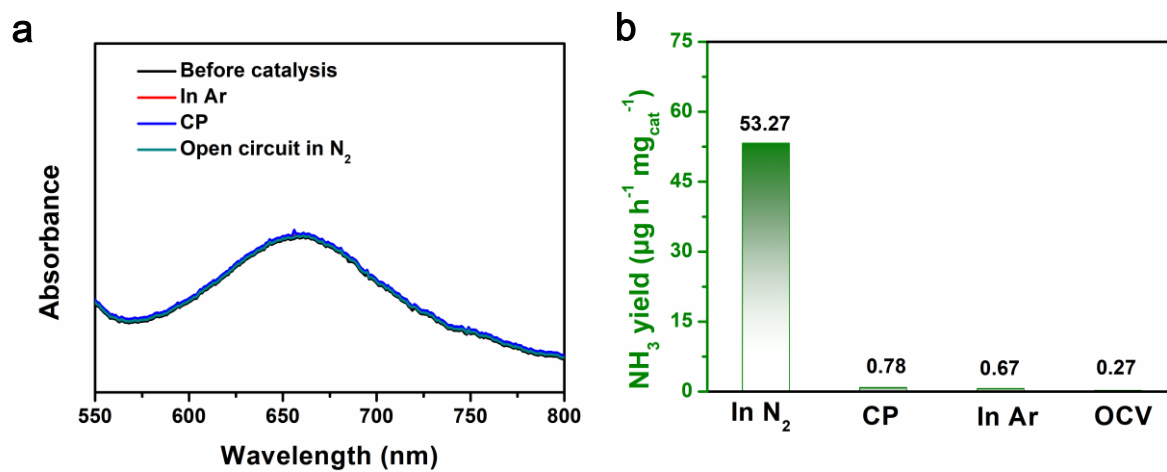 a
Before catalysis
In Ar
CP
Open circuit in N₂
Absorbance
550 600 650 700 750 800
Wavelength (nm)
b
NH₃ yield (µg h⁻¹ mg_cat⁻¹)
75
60
45
30
15
0
53.27
0.78
0.67
0.27
In N₂ CP In Ar OCV